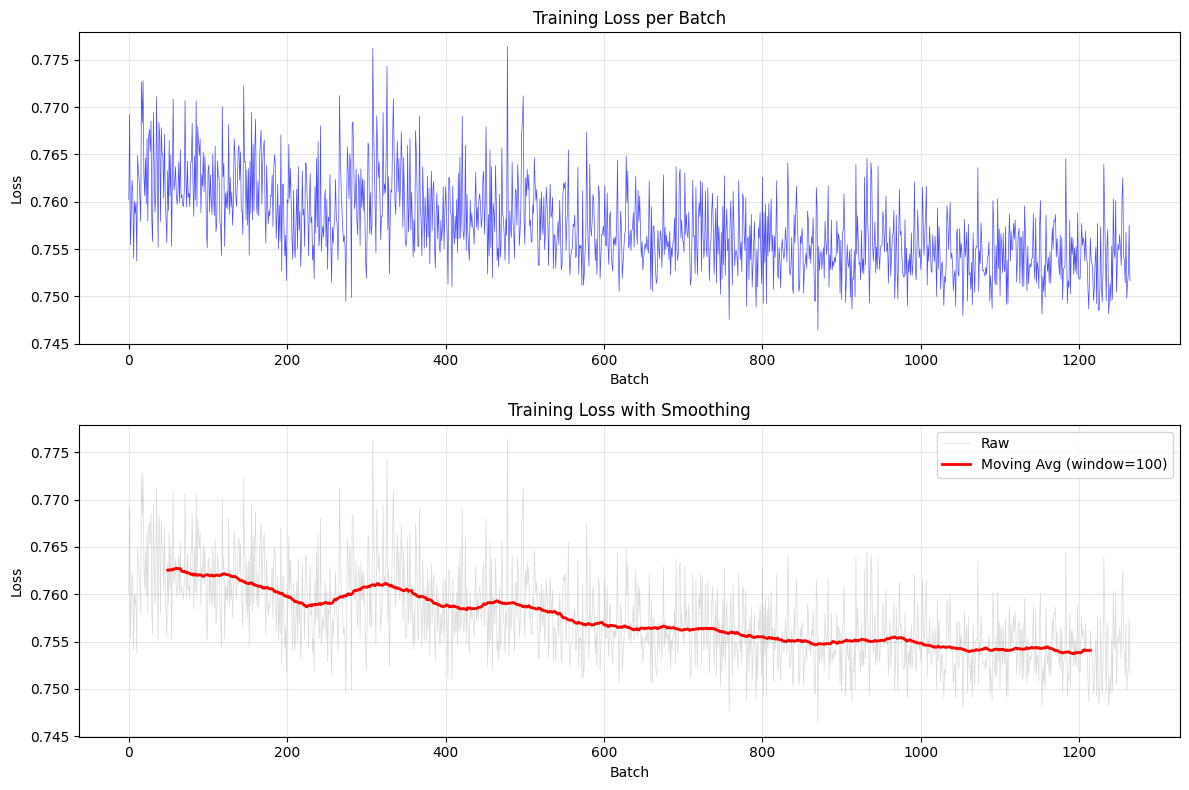 Training Loss per Batch
0.775
0.770
0.765
0.760
0.755
0.750
0.745
Loss
0 200 400 600 800 1000 1200
Batch
Training Loss with Smoothing
Raw
Moving Avg (window=100)
0.775
0.770
0.765
0.760
0.755
0.750
0.745
Loss
0 200 400 600 800 1000 1200
Batch